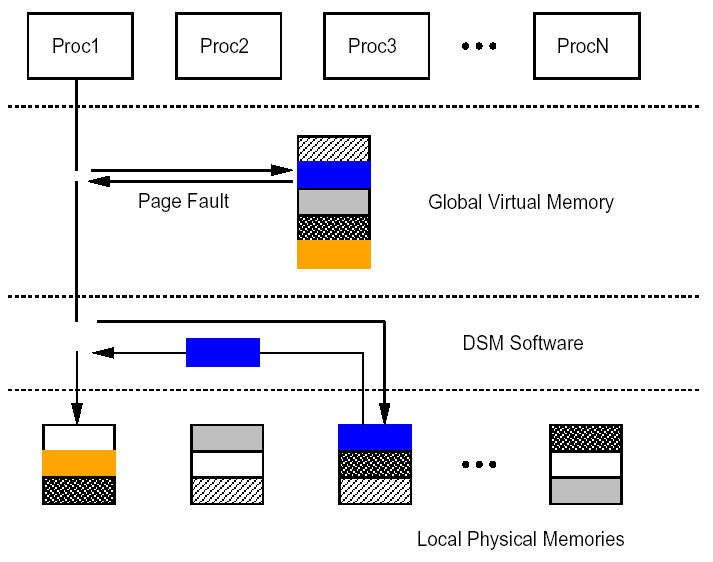 Proc1 Proc2 Proc3 ••• ProcN
Page Fault
Global Virtual Memory
DSM Software
•••
Local Physical Memories